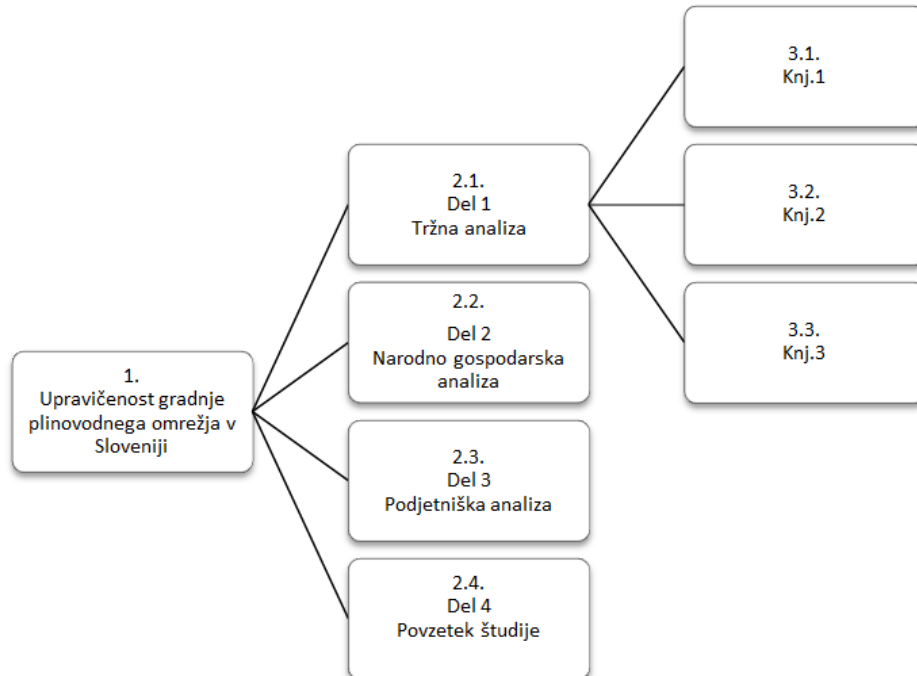 1.
Upravičenost gradnje
plinovodnega omrežja v
Sloveniji
2.1.
Del 1
Tržna analiza
2.2.
Del 2
Narodno gospodarska
analiza
2.3.
Del 3
Podjetniška analiza
2.4.
Del 4
Povzetek študije
3.1.
Knj.1
3.2.
Knj.2
3.3.
Knj.3